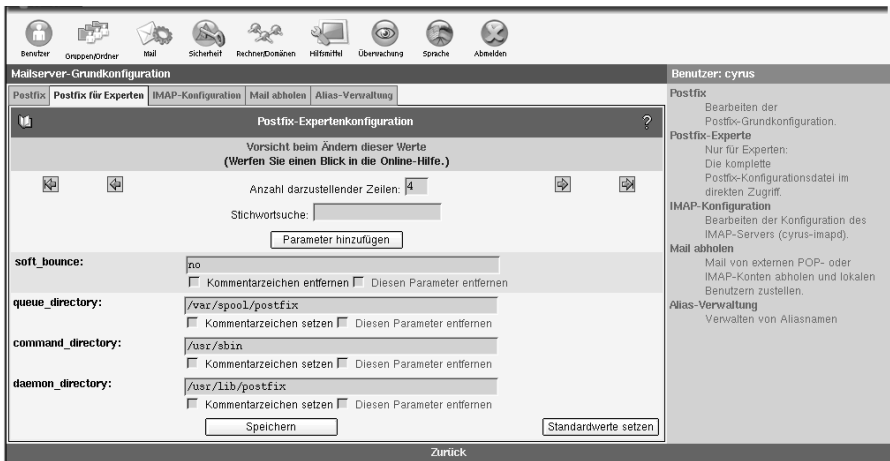 Benutzer Gruppen/Ordner Mail Sicherheit Rechner/Domänen Hilfsmittel Überwachung Sprache Abmelden
Mailserver-Grundkonfiguration
Postfix Postfix für Experten IMAP-Konfiguration Mail abholen Alias-Verwaltung
Postfix-Expertenkonfiguration ?
Vorsicht beim Ändern dieser Werte
(Werfen Sie einen Blick in die Online-Hilfe.)
Anzahl darzustellender Zeilen: 4
Stichwortsuche:
Parameter hinzufügen
soft_bounce: no
Kommentarzeichen entfernen Diesen Parameter entfernen
queue_directory: /var/spool/postfix
Kommentarzeichen setzen Diesen Parameter entfernen
command_directory: /usr/sbin
Kommentarzeichen setzen Diesen Parameter entfernen
daemon_directory: /usr/lib/postfix
Kommentarzeichen setzen Diesen Parameter entfernen
Speichern Standardwerte setzen
Zurück
Benutzer: cyrus
Postfix
Bearbeiten der
Postfix-Grundkonfiguration.
Postfix-Experte
Nur für Experten:
Die komplette
Postfix-Konfigurationsdatei im
direkten Zugriff.
IMAP-Konfiguration
Bearbeiten der Konfiguration des
IMAP-Servers (cyrus-imapd).
Mail abholen
Mail von externen POP- oder
IMAP-Konten abholen und lokalen
Benutzern zustellen.
Alias-Verwaltung
Verwalten von Aliasnamen